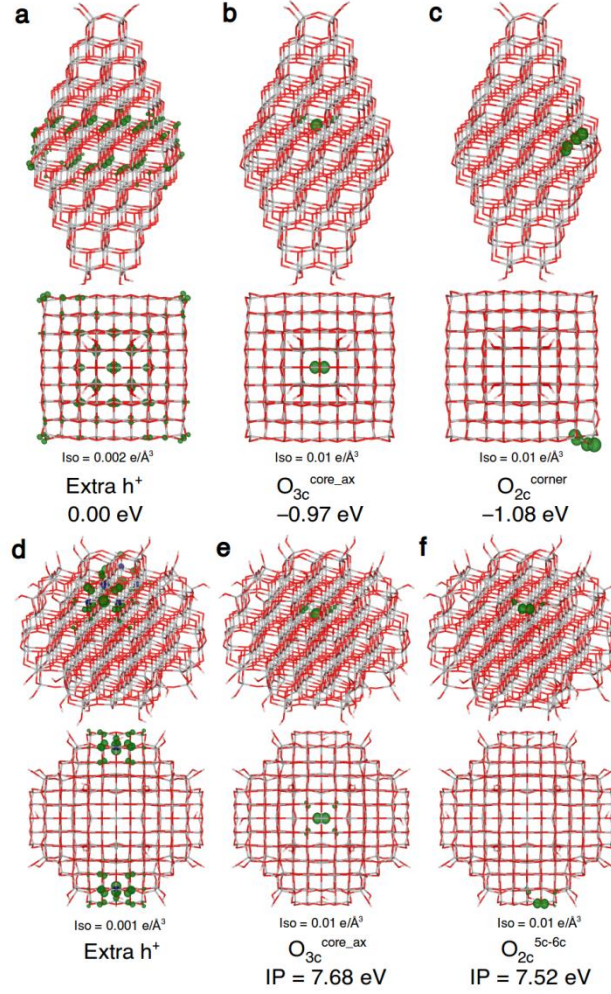 a
b
c
Iso = 0.002 e/Å³
Extra h⁺
0.00 eV
Iso = 0.01 e/Å³
O₃c^core_ax
−0.97 eV
Iso = 0.01 e/Å³
O₂c^corner
−1.08 eV
d
e
f
Iso = 0.001 e/Å³
Extra h⁺
Iso = 0.01 e/Å³
O₃c^core_ax
IP = 7.68 eV
Iso = 0.01 e/Å³
O₂c^5c-6c
IP = 7.52 eV